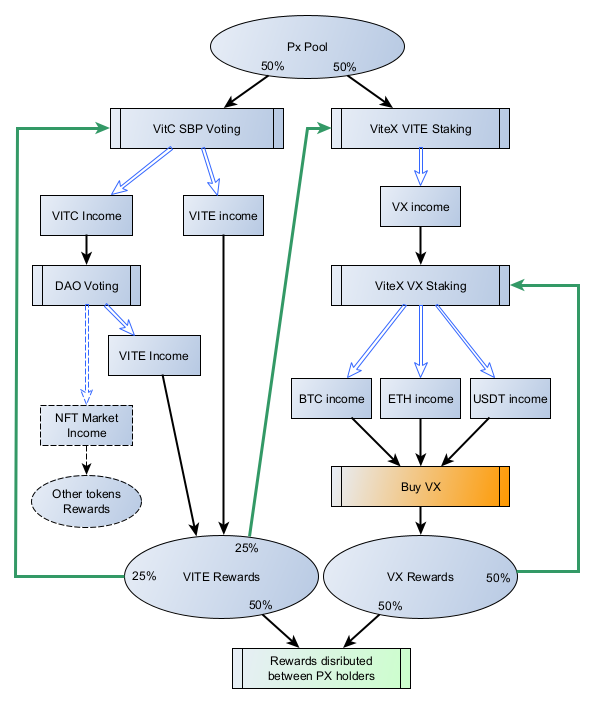 Px Pool
50%
50%
VitC SBP Voting
ViteX VITE Staking
VITC Income
VITE income
VX income
DAO Voting
ViteX VX Staking
VITE Income
NFT Market
Income
BTC income
ETH income
USDT income
Other tokens
Rewards
Buy VX
25%
25%
VITE Rewards
50%
VX Rewards
50%
50%
Rewards disributed
between PX holders